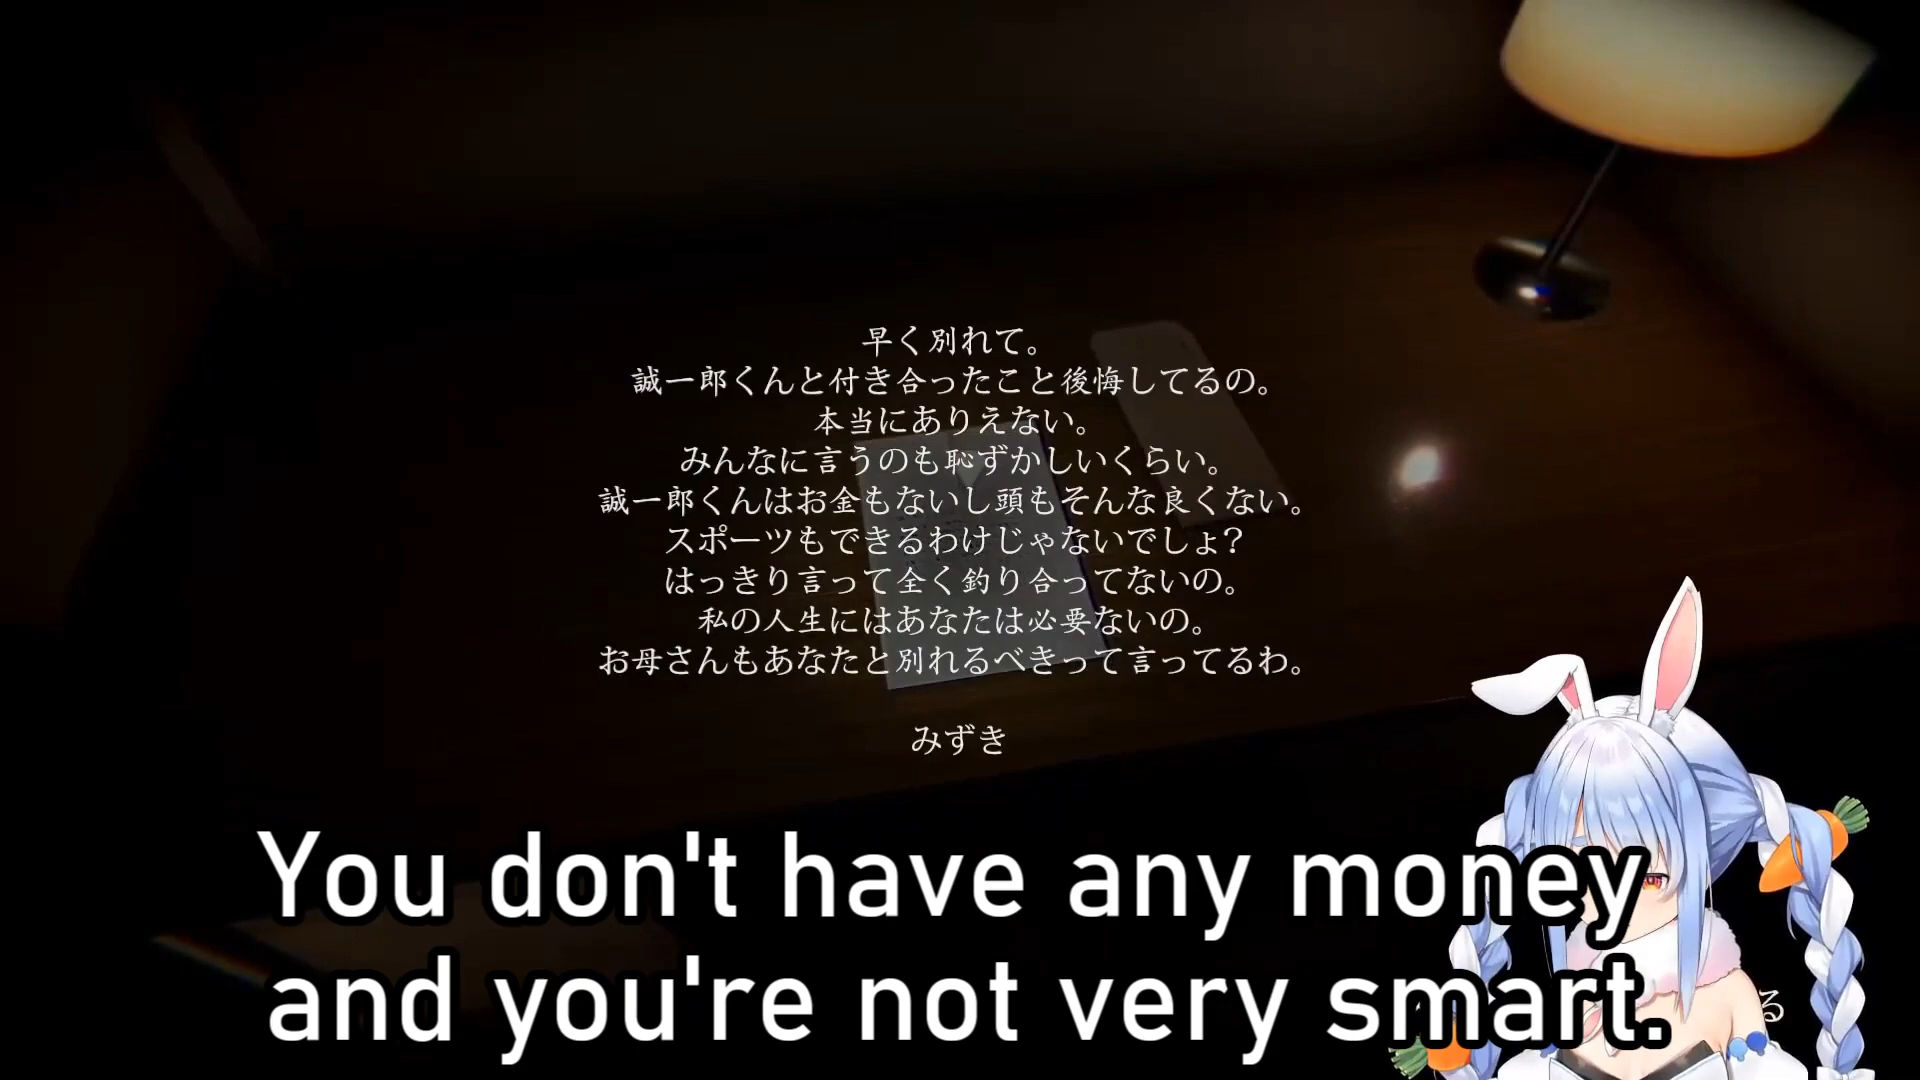 早く別れて。
誠一郎くんと付き合ったこと後悔してるの。
本当にありえない。
みんなに言うのも恥ずかしいくらい。
誠一郎くんはお金もないし頭もそんな良くない。
スポーツもできるわけじゃないでしょ?
はっきり言って全く釣り合ってないの。
私の人生にはあなたは必要ないの。
お母さんもあなたと別れるべきって言ってるわ。
みずき
You don't have any money
and you're not very smart.
る